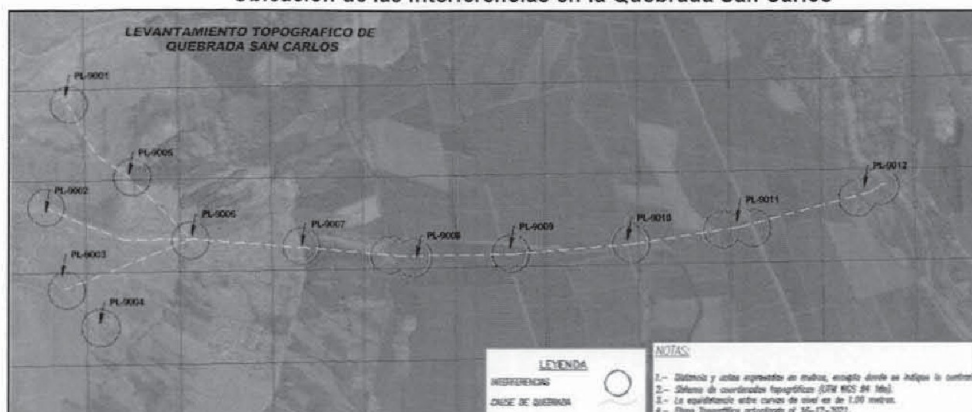 Ubicación de las Interferencias en la Quebrada San Carlos
LEVANTAMIENTO TOPOGRAFICO DE
QUEBRADA SAN CARLOS
PL-9001
PL-9005
PL-9002
PL-9006
PL-9003
PL-9004
PL-9007
PL-9008
PL-9009
PL-9010
PL-9011
PL-9012
LEYENDA
INTERFERENCIAS
CAUSE DE QUEBRADA
NOTAS:
1.- Distancia y cotas expresadas en metros, excepto donde se indique lo
2.- Sistema de coordenadas topográficas (UTM WGS 84
3.- La equidistancia entre curvas de nivel es de 1.00 metros.
4.- Plano Topográfico